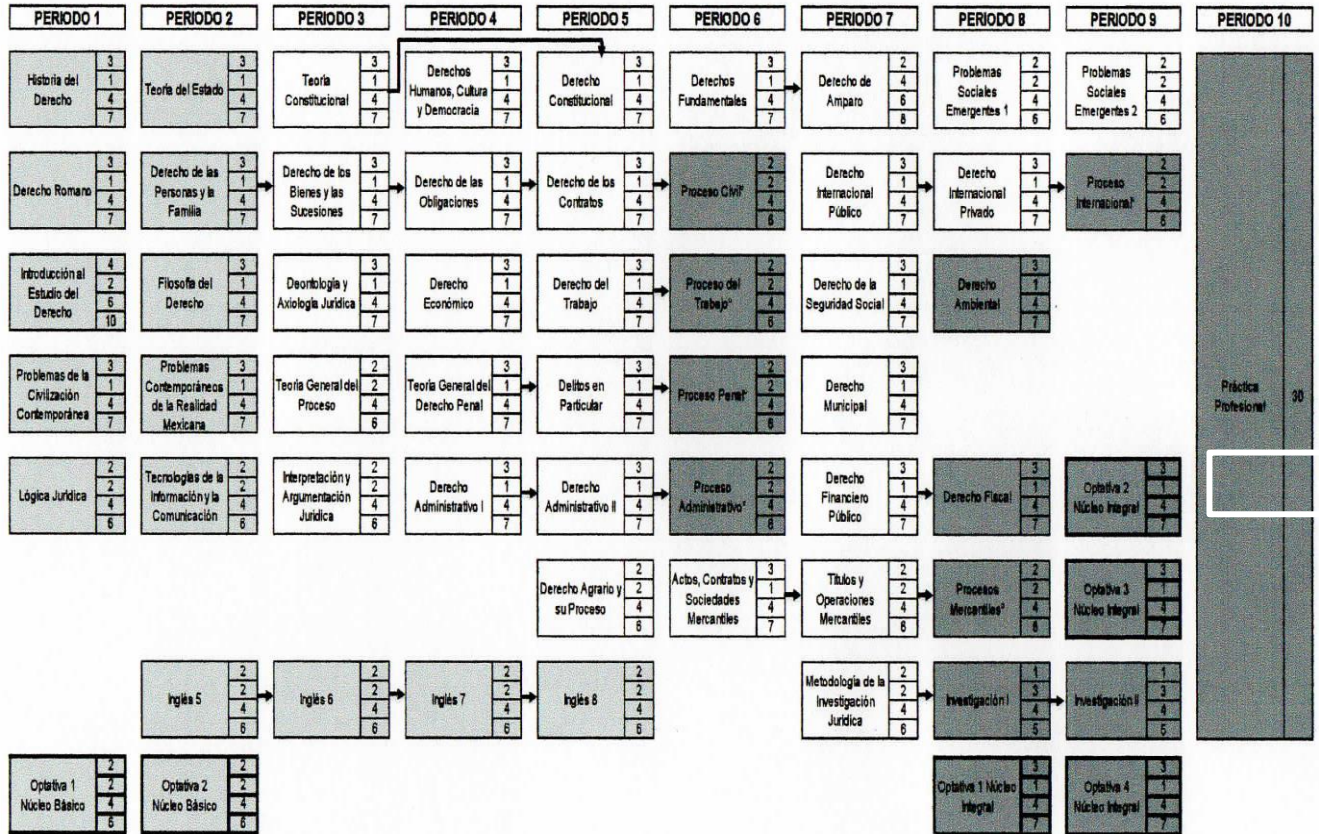 PERIODO 1
PERIODO 2
PERIODO 3
PERIODO 4
PERIODO 5
PERIODO 6
PERIODO 7
PERIODO 8
PERIODO 9
PERIODO 10
Historia del
Derecho
3
1
4
7
Teoría del Estado
3
1
4
7
Teoría
Constitucional
3
1
4
7
Derechos
Humanos, Cultura
y Democracia
3
1
4
7
Derecho
Constitucional
3
1
4
7
Derechos
Fundamentales
3
1
4
7
Derecho de
Amparo
2
4
6
8
Problemas
Sociales
Emergentes 1
2
2
4
6
Problemas
Sociales
Emergentes 2
2
2
4
6
Derecho Romano
3
1
4
7
Derecho de las
Personas y la
Familia
3
1
4
7
Derecho de los
Bienes y las
Sucesiones
3
1
4
7
Derecho de las
Obligaciones
3
1
4
7
Derecho de los
Contratos
3
1
4
7
Proceso Civil*
2
2
4
6
Derecho
Internacional
Público
3
1
4
7
Derecho
Internacional
Privado
3
1
4
7
Proceso
Internacional*
2
2
4
6
Introducción al
Estudio del
Derecho
4
2
6
10
Filosofía del
Derecho
3
1
4
7
Deontología y
Axiología Jurídica
3
1
4
7
Derecho
Económico
3
1
4
7
Derecho del
Trabajo
3
1
4
7
Proceso del
Trabajo*
2
2
4
6
Derecho de la
Seguridad Social
3
1
4
7
Derecho
Ambiental
3
1
4
7
Problemas de la
Civilización
Contemporánea
3
1
4
7
Problemas
Contemporáneos
de la Realidad
Mexicana
3
1
4
7
Teoría General del
Proceso
2
2
4
6
Teoría General del
Derecho Penal
3
1
4
7
Delitos en
Particular
3
1
4
7
Proceso Penal*
2
2
4
6
Derecho
Municipal
3
1
4
7
Práctica
Profesional
30
Lógica Jurídica
2
2
4
6
Tecnologías de la
Información y la
Comunicación
2
2
4
6
Interpretación y
Argumentación
Jurídica
2
2
4
6
Derecho
Administrativo I
3
1
4
7
Derecho
Administrativo II
3
1
4
7
Proceso
Administrativo*
2
2
4
6
Derecho
Financiero
Público
3
1
4
7
Derecho Fiscal
3
1
4
7
Optativa 2
Núcleo Integral
3
1
4
7
Derecho Agrario y
su Proceso
2
2
4
6
Actos, Contratos y
Sociedades
Mercantiles
3
1
4
7
Títulos y
Operaciones
Mercantiles
2
2
4
6
Procesos
Mercantiles*
2
2
4
6
Optativa 3
Núcleo Integral
3
1
4
7
Inglés 5
2
2
4
6
Inglés 6
2
2
4
6
Inglés 7
2
2
4
6
Inglés 8
2
2
4
6
Metodología de la
Investigación
Jurídica
2
2
4
6
Investigación I
1
3
4
5
Investigación II
1
3
4
5
Optativa 1
Núcleo Básico
2
2
4
6
Optativa 2
Núcleo Básico
2
2
4
6
Optativa 1 Núcleo
Integral
3
1
4
7
Optativa 4
Núcleo Integral
3
1
4
7